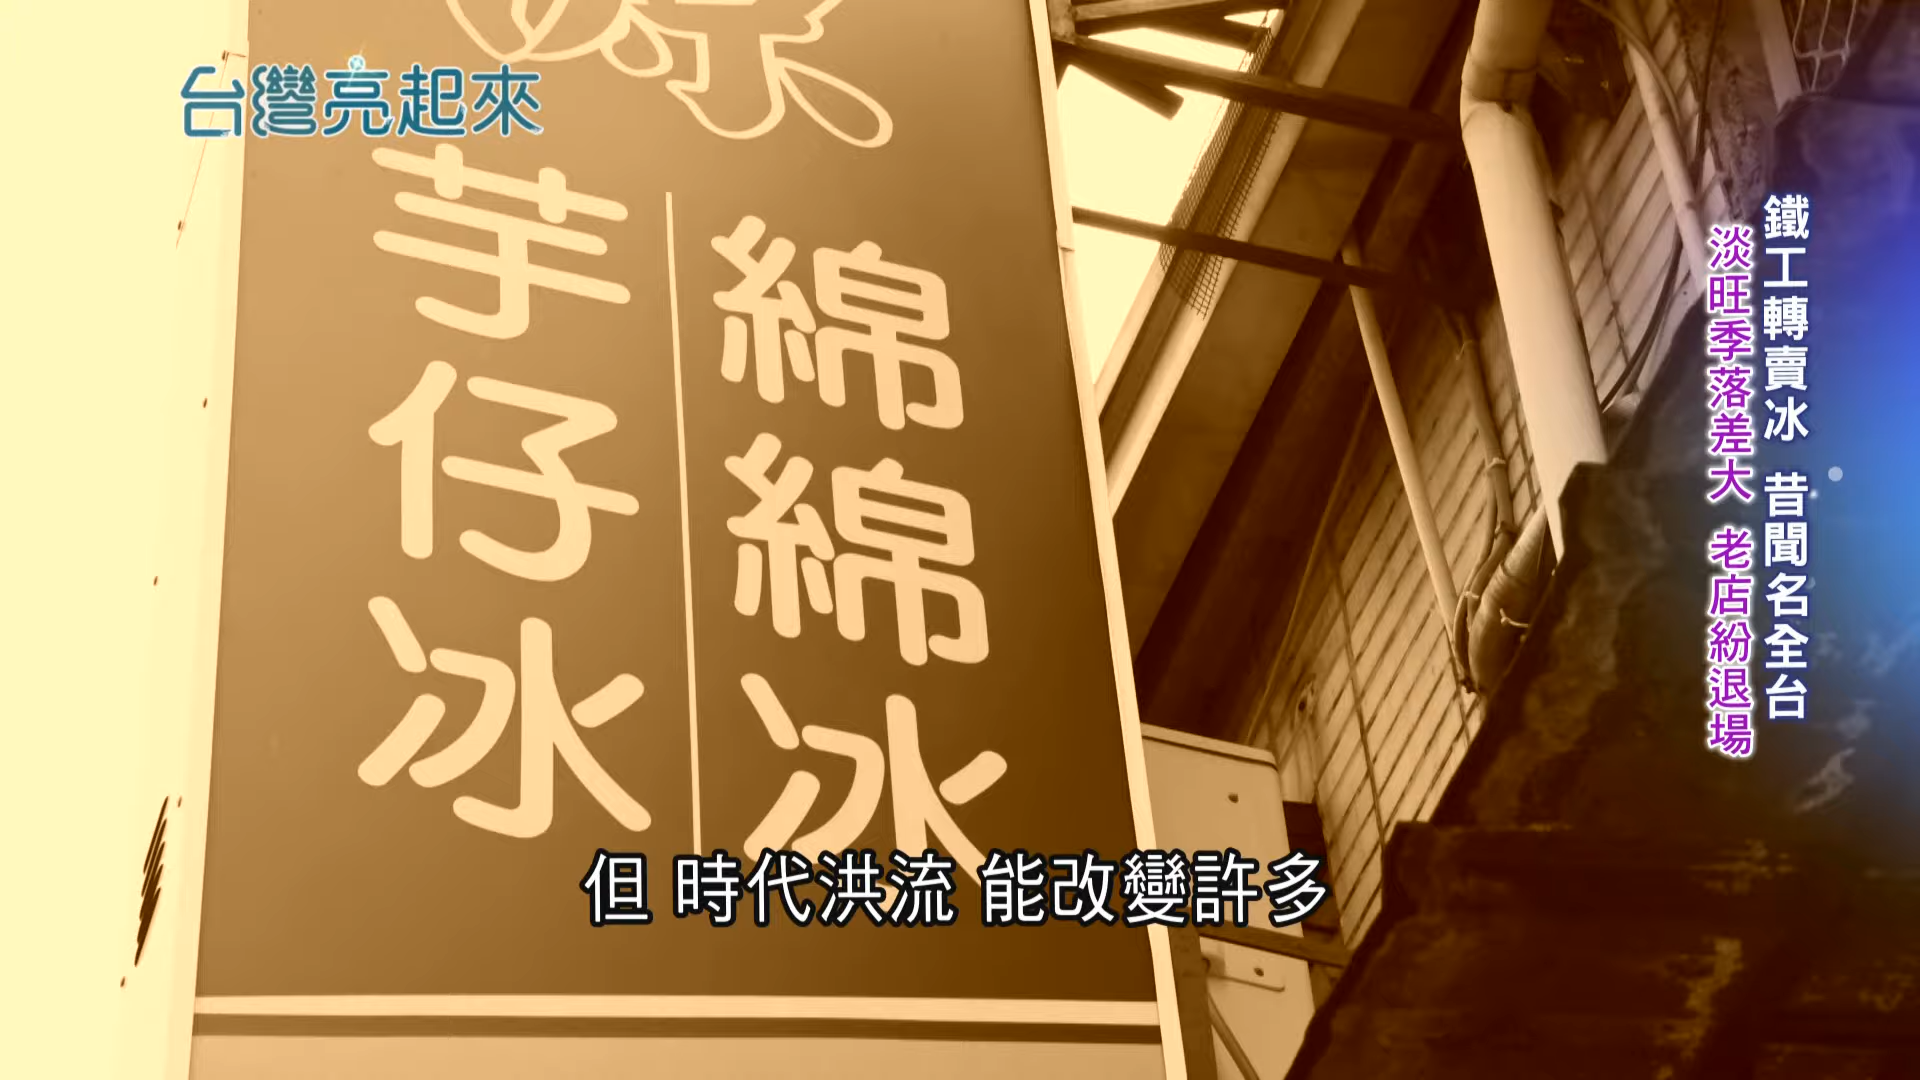 台灣亮起來
綿綿冰
芋仔冰
鐵工轉賣冰 昔聞名全台
淡旺季落差大 老店紛退場
但 時代洪流 能改變許多